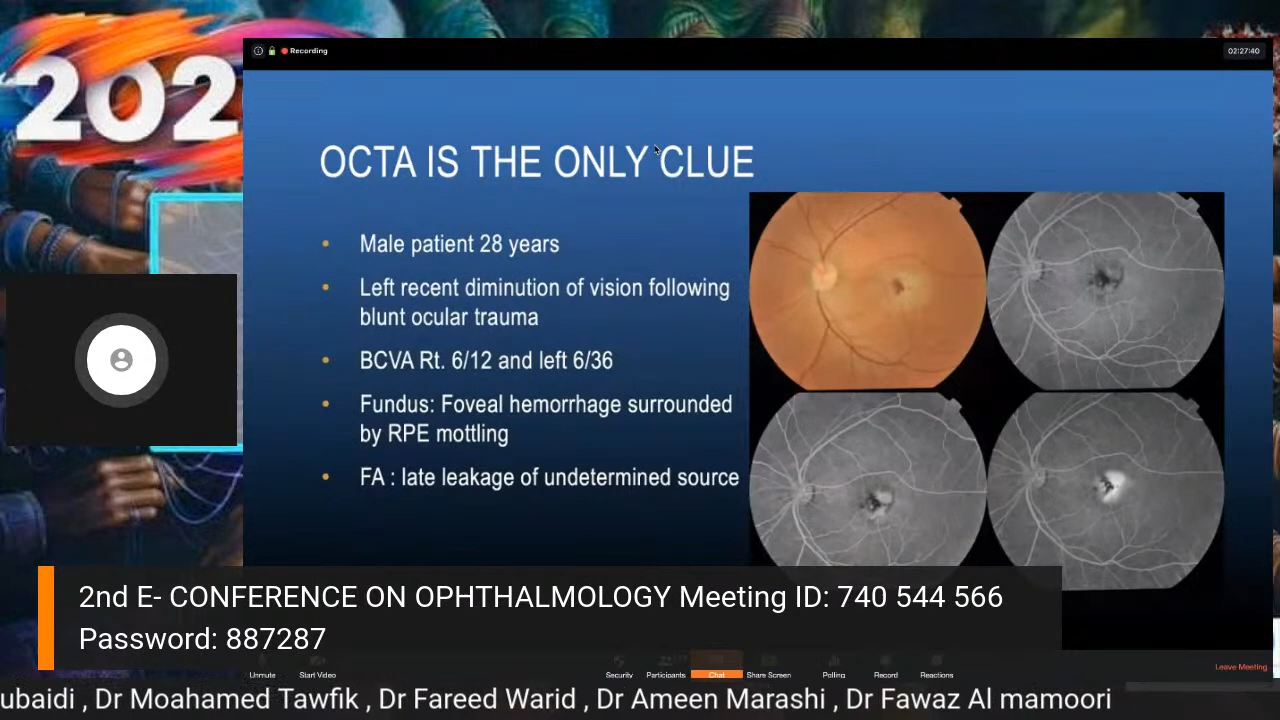 202
Recording
02:27:40
OCTA IS THE ONLY CLUE
• Male patient 28 years
• Left recent diminution of vision following
blunt ocular trauma
• BCVA Rt. 6/12 and left 6/36
• Fundus: Foveal hemorrhage surrounded
by RPE mottling
• FA : late leakage of undetermined source
2nd E- CONFERENCE ON OPHTHALMOLOGY Meeting ID: 740 544 566
Password: 887287
Unmute Start Video Security Participants Chat Share Screen Polling Record Reactions
Leave Meeting
ubaidi , Dr Moahamed Tawfik , Dr Fareed Warid , Dr Ameen Marashi , Dr Fawaz Al mamoori